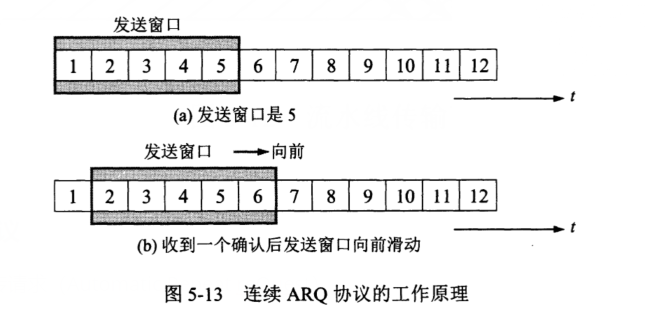 发送窗口
1 2 3 4 5 6 7 8 9 10 11 12
t
(a) 发送窗口是 5
发送窗口 向前
1 2 3 4 5 6 7 8 9 10 11 12
t
(b) 收到一个确认后发送窗口向前滑动
图 5-13 连续 ARQ 协议的工作原理